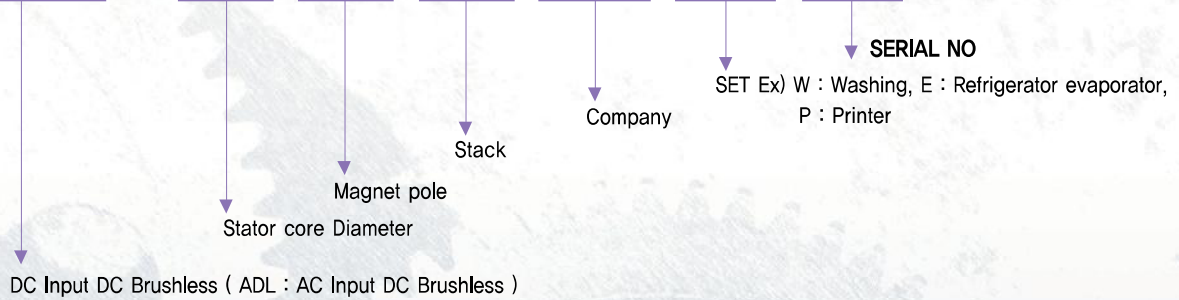 SERIAL NO
SET Ex) W : Washing, E : Refrigerator evaporator,
P : Printer
Company
Stack
Magnet pole
Stator core Diameter
DC Input DC Brushless ( ADL : AC Input DC Brushless )